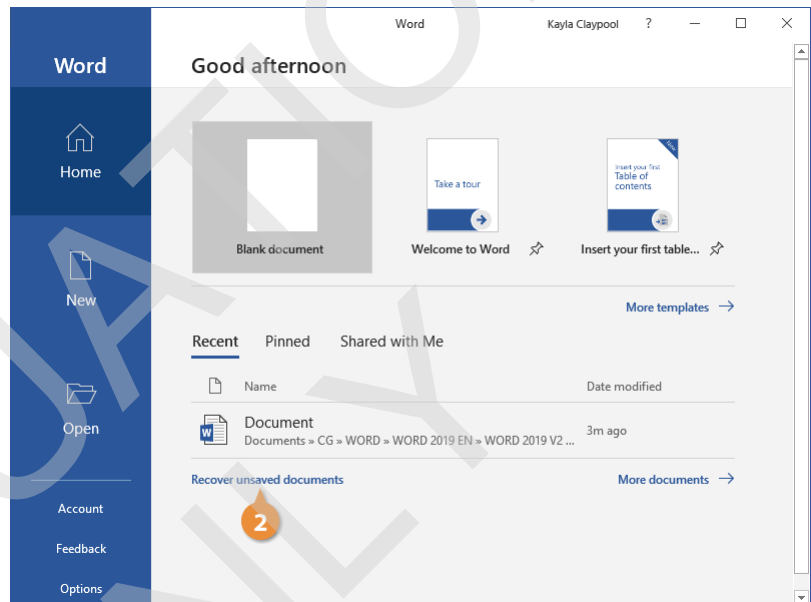 Word Kayla Claypool ?
Word
Good afternoon
Home
New
Open
Account
Feedback
Options
Take a tour
Insert your first
Table of
contents
Blank document
Welcome to Word
Insert your first table...
More templates
Recent Pinned Shared with Me
Name Date modified
W
Document
Documents » CG » WORD » WORD 2019 EN » WORD 2019 V2 ...
3m ago
Recover unsaved documents
More documents
2